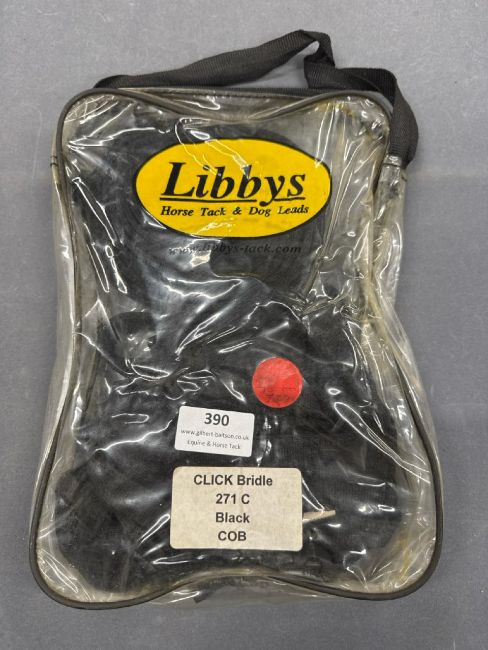 Libbys
Horse Tack & Dog Leads
www.libbys-tack.com
390
www.gilbert-baitson.co.uk
Equine & Horse Tack
CLICK Bridle
271 C
Black
COB